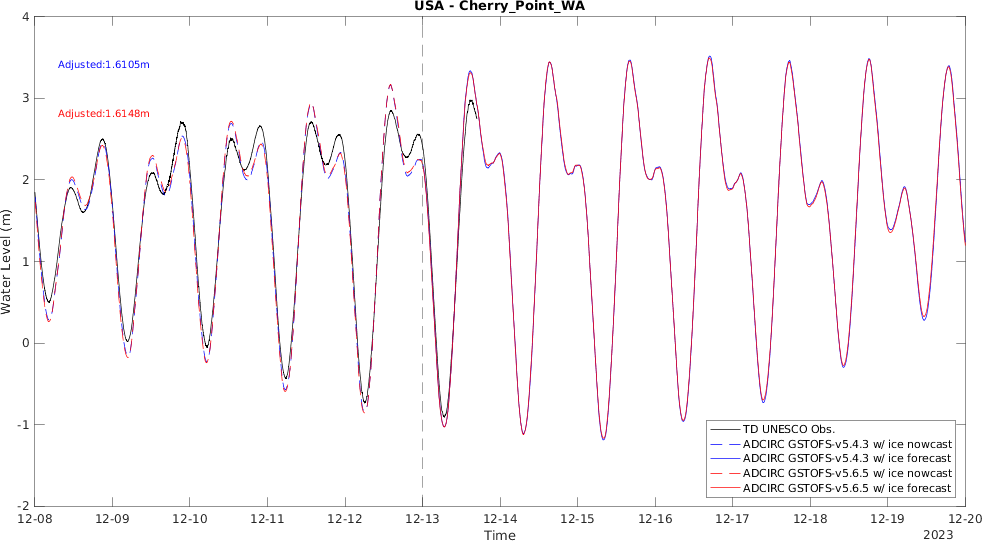 USA - Cherry_Point_WA
Adjusted:1.6105m
Adjusted:1.6148m
Water Level (m)
4
3
2
1
0
-1
-2
TD UNESCO Obs.
ADCIRC GSTOFS-v5.4.3 w/ ice nowcast
ADCIRC GSTOFS-v5.4.3 w/ ice forecast
ADCIRC GSTOFS-v5.6.5 w/ ice nowcast
ADCIRC GSTOFS-v5.6.5 w/ ice forecast
12-08 12-09 12-10 12-11 12-12 12-13 12-14 12-15 12-16 12-17 12-18 12-19 12-20
Time
2023